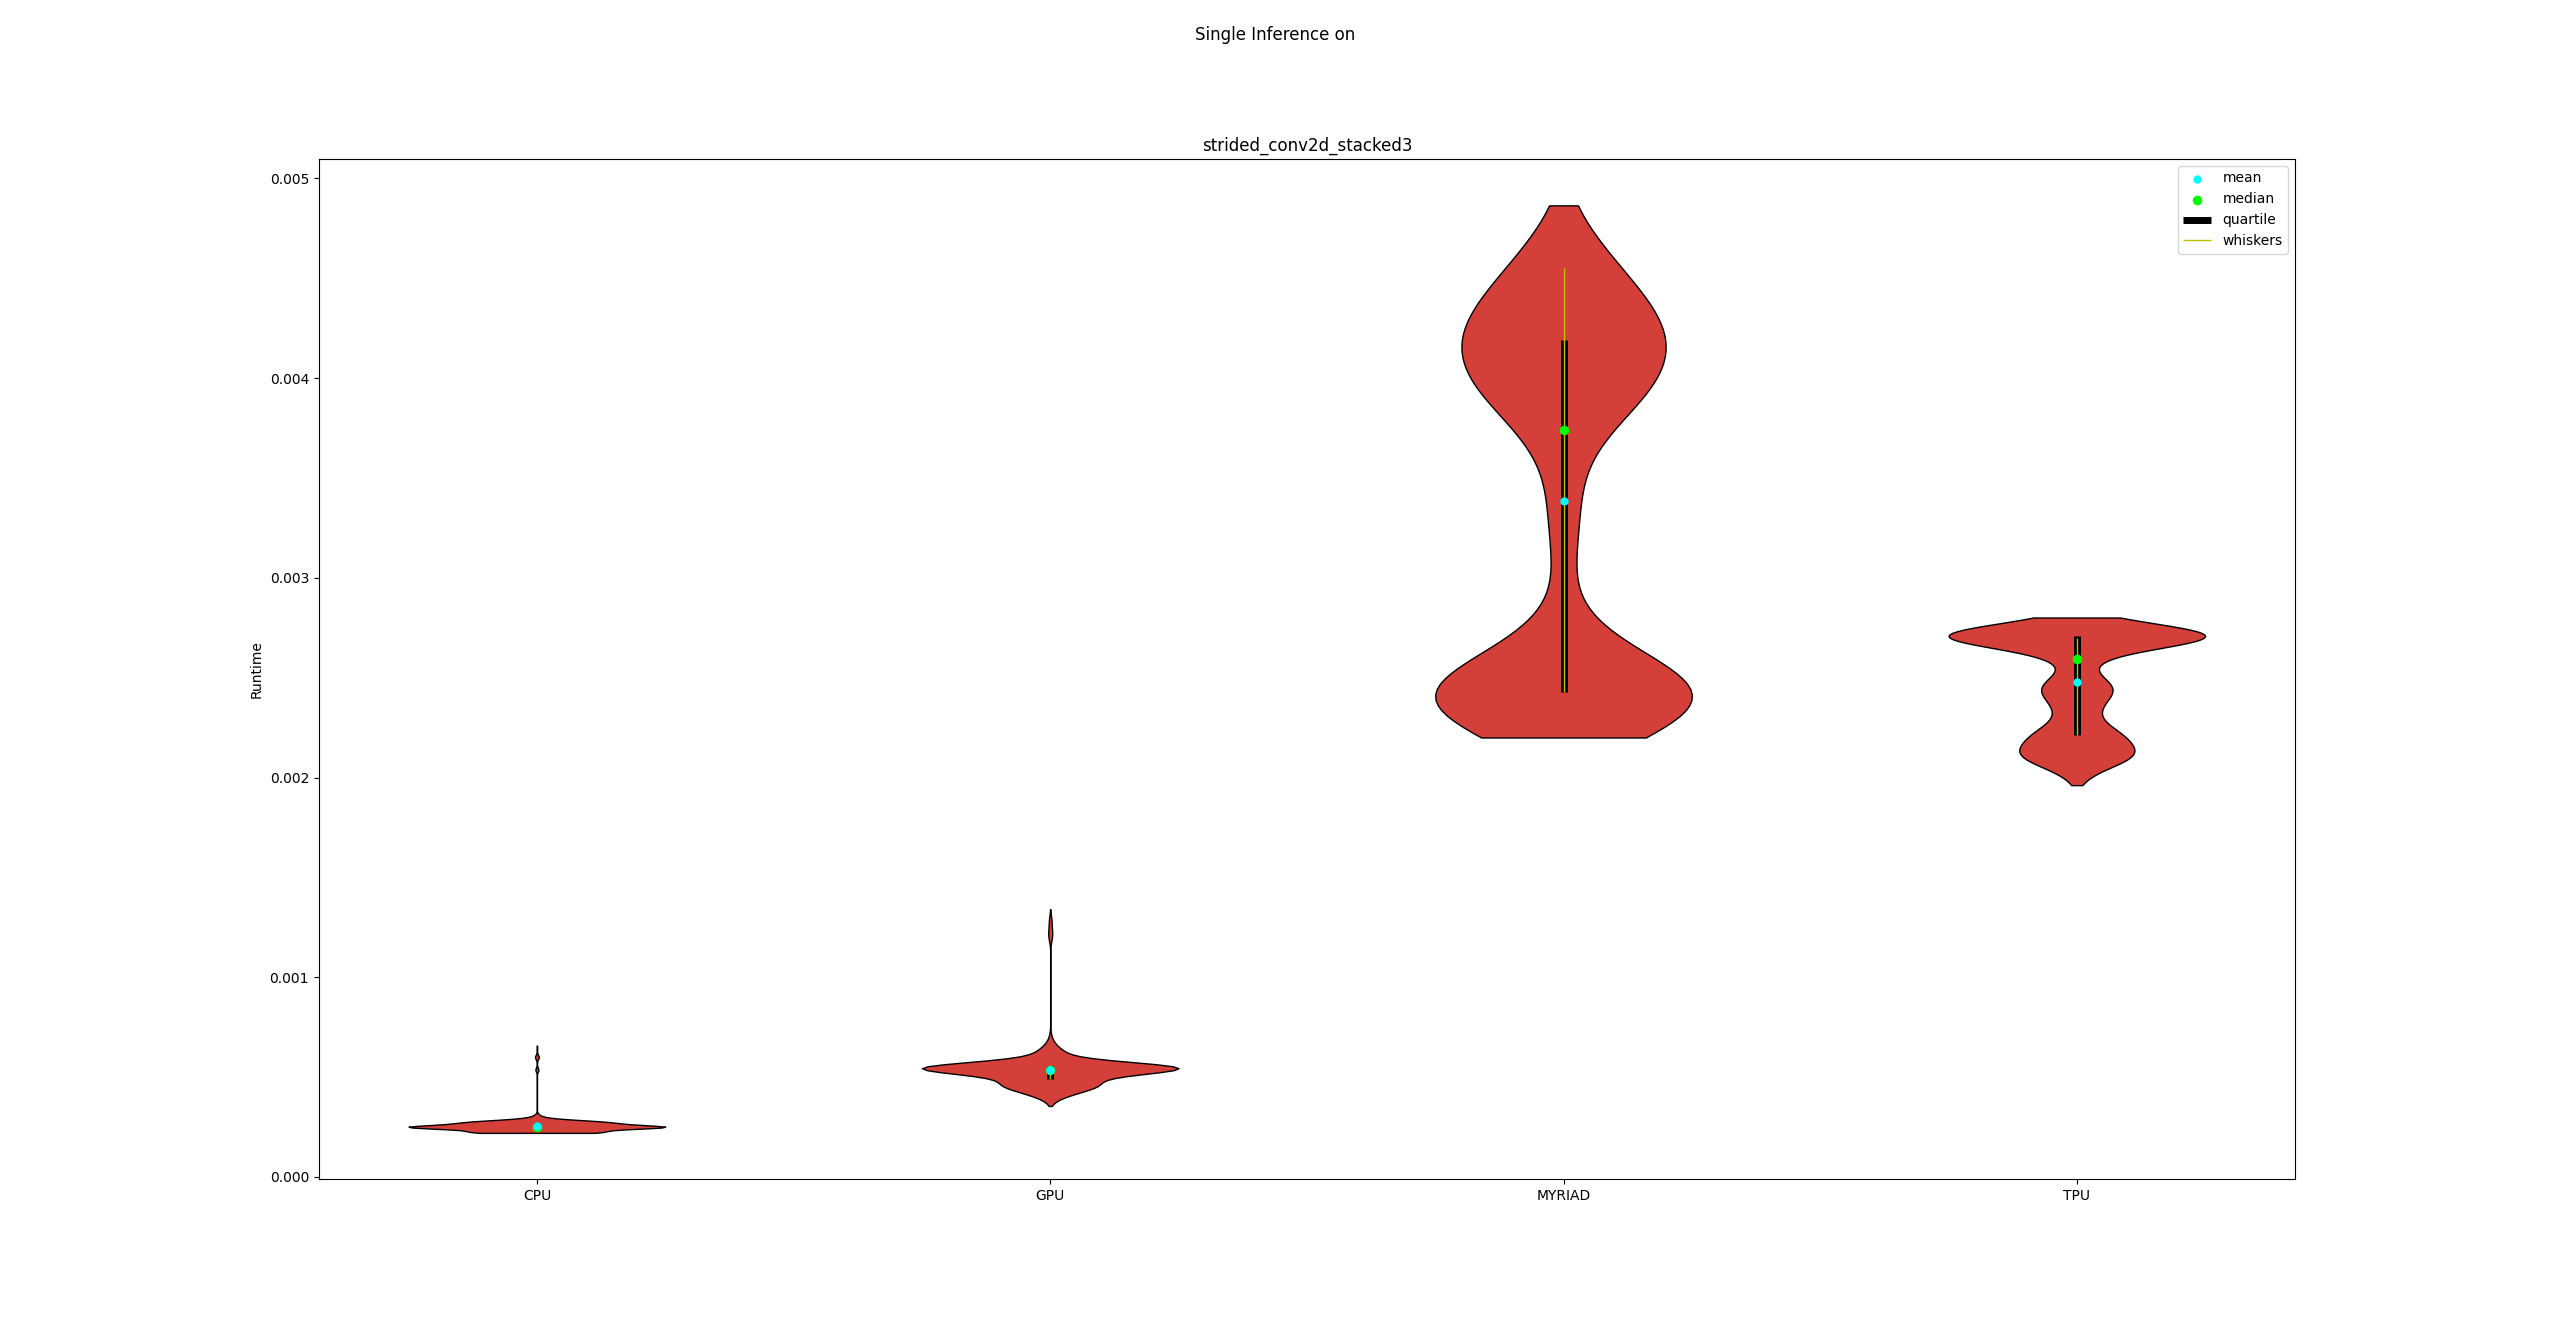 Single Inference on
strided_conv2d_stacked3
mean
median
quartile
whiskers
Runtime
0.005
0.004
0.003
0.002
0.001
0.000
CPU
GPU
MYRIAD
TPU